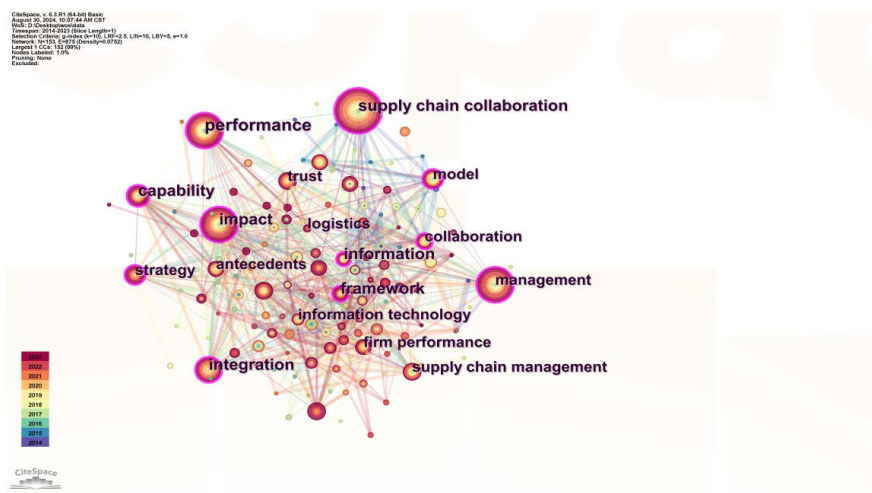 CiteSpace, v. 6.3.R1 (64-bit) Basic
August 30, 2024, 10:07:44 AM CST
WoS: D:\Desktop\wos\data
Timespan: 2014-2023 (Slice Length=1)
Selection Criteria: g-index (k=10), LRF=2.5, L/N=10, LBY=5, e=1.0
Network: N=153, E=875 (Density=0.0752)
Largest 1 CCs: 152 (99%)
Nodes Labeled: 1.0%
Pruning: None
Excluded:
supply chain collaboration
performance
trust
model
capability
impact
logistics
collaboration
information
antecedents
strategy
management
framework
information technology
firm performance
integration
supply chain management
2023
2022
2021
2020
2019
2018
2017
2016
2015
2014
CiteSpace